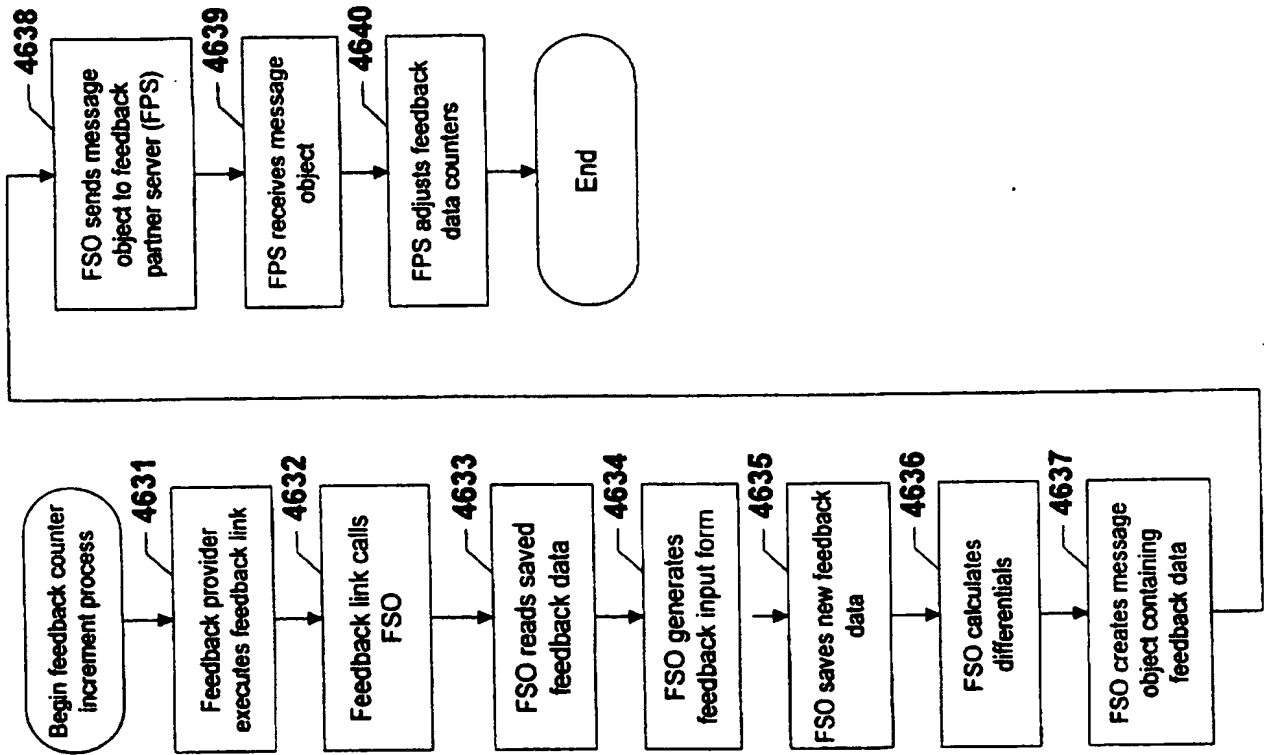 Begin feedback counter
increment process
4631
Feedback provider
executes feedback link
4632
Feedback link calls
FSO
4633
FSO reads saved
feedback data
4634
FSO generates
feedback input form
4635
FSO saves new feedback
data
4636
FSO calculates
differentials
4637
FSO creates message
object containing
feedback data
4638
FSO sends message
object to feedback
partner server (FPS)
4639
FPS receives message
object
4640
FPS adjusts feedback
data counters
End